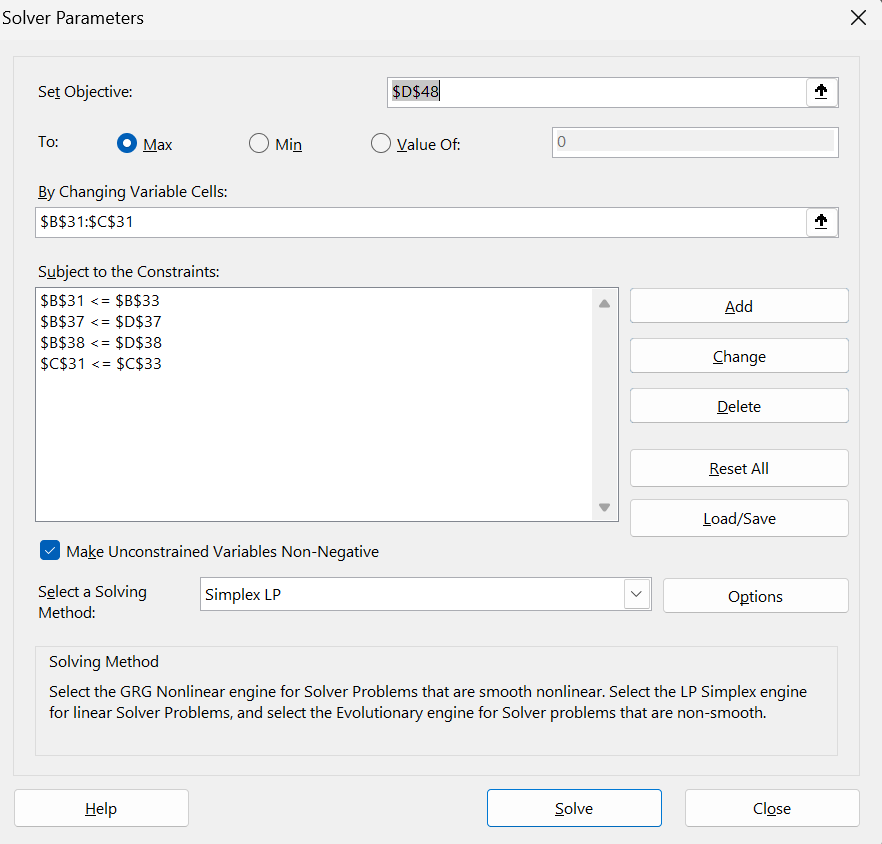 Solver Parameters
Set Objective:
$D$48
To:
Max
Min
Value Of:
0
By Changing Variable Cells:
$B$31:$C$31
Subject to the Constraints:
$B$31 <= $B$33
$B$37 <= $D$37
$B$38 <= $D$38
$C$31 <= $C$33
Add
Change
Delete
Reset All
Load/Save
Make Unconstrained Variables Non-Negative
Select a Solving
Method:
Simplex LP
Options
Solving Method
Select the GRG Nonlinear engine for Solver Problems that are smooth nonlinear. Select the LP Simplex engine
for linear Solver Problems, and select the Evolutionary engine for Solver problems that are non-smooth.
Help
Solve
Close